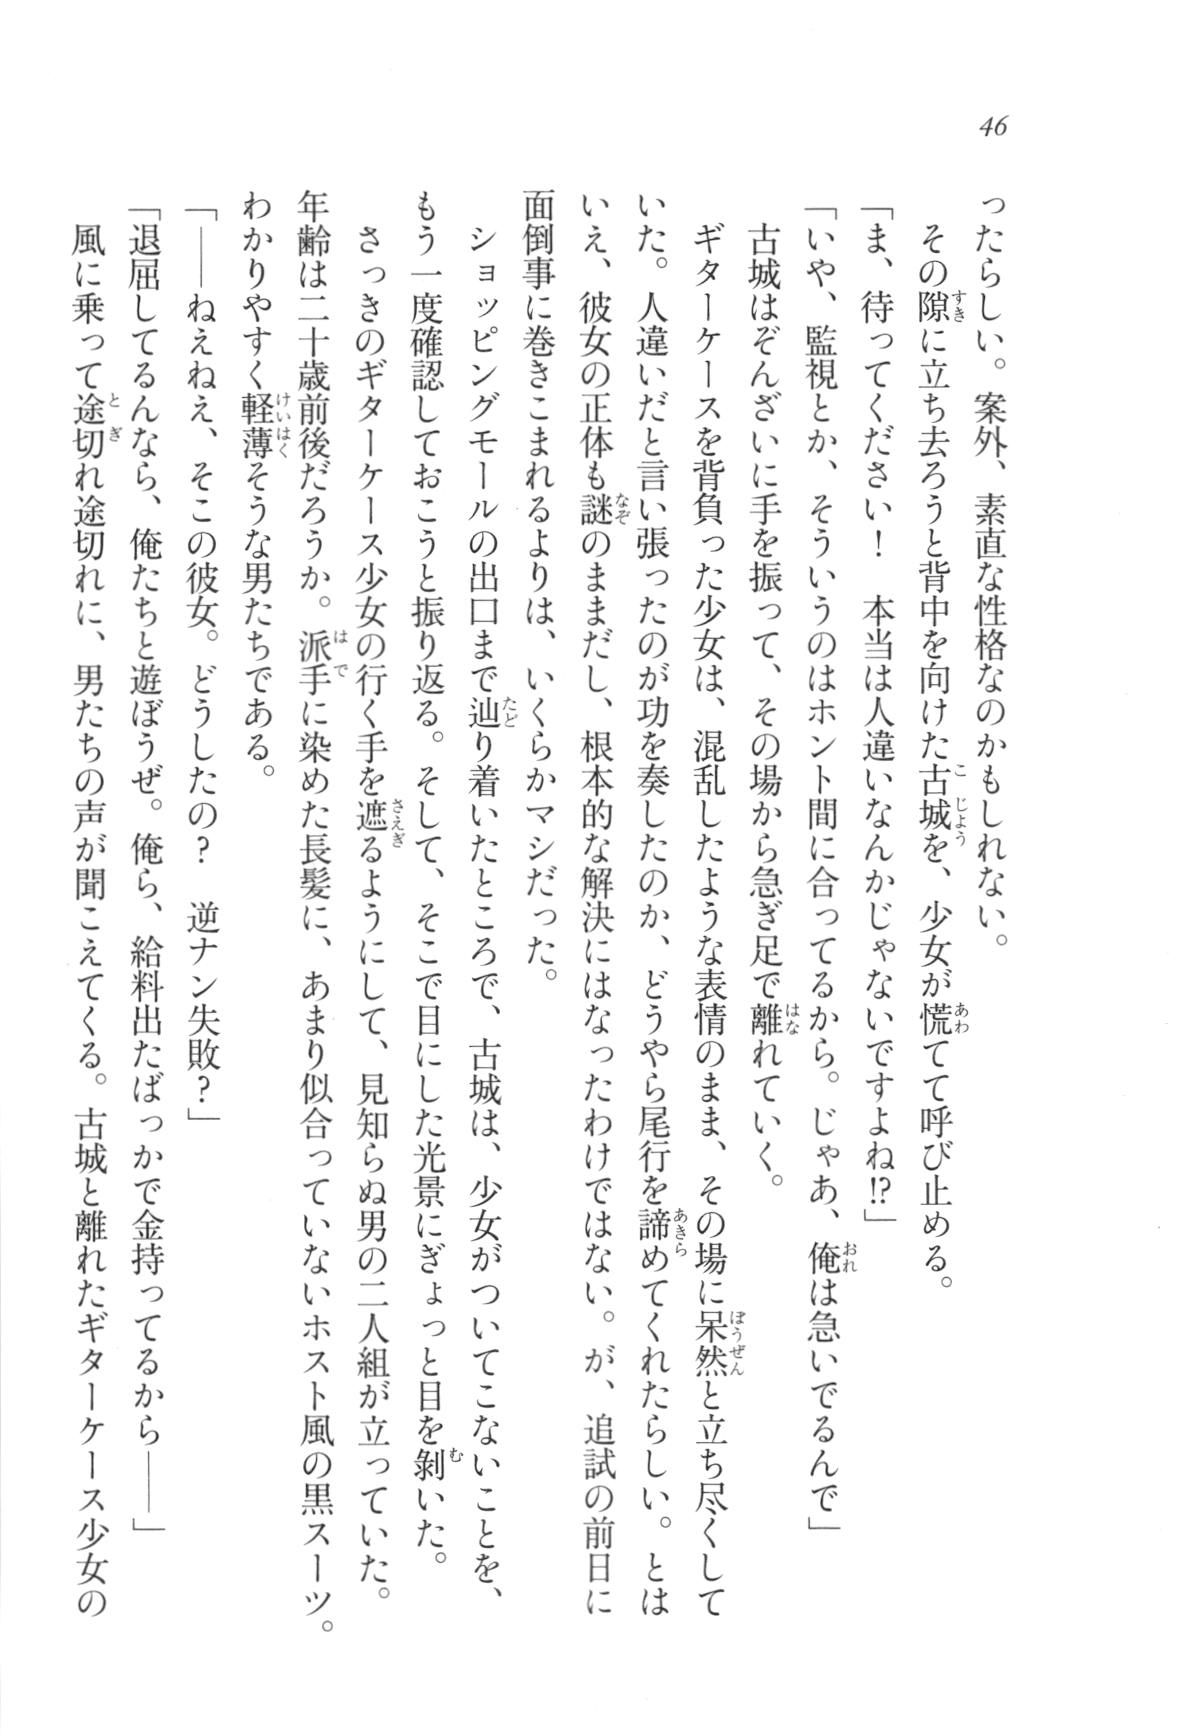 46
ったらしい。案外、素直な性格なのかもしれない。
その隙に立ち去ろうと背中を向けた古城を、少女が慌てて呼び止める。
「ま、待ってください！　本当は人違いなんかじゃないですよね!?」
「いや、監視とか、そういうのはホント間に合ってるから。じゃあ、俺は急いでるんで」
古城はぞんざいに手を振って、その場から急ぎ足で離れていく。
ギターケースを背負った少女は、混乱したような表情のまま、その場に呆然と立ち尽くして
いた。人違いだと言い張ったのが功を奏したのか、どうやら尾行を諦めてくれたらしい。とは
いえ、彼女の正体も謎のままだし、根本的な解決にはなったわけではない。が、追試の前日に
面倒事に巻きこまれるよりは、いくらかマシだった。
ショッピングモールの出口まで辿り着いたところで、古城は、少女がついてこないことを、
もう一度確認しておこうと振り返る。そして、そこで目にした光景にぎょっと目を剝いた。
さっきのギターケース少女の行く手を遮るようにして、見知らぬ男の二人組が立っていた。
年齢は二十歳前後だろうか。派手に染めた長髪に、あまり似合っていないホスト風の黒スーツ。
わかりやすく軽薄そうな男たちである。
「――ねえねえ、そこの彼女。どうしたの？　逆ナン失敗？」
「退屈してるんなら、俺たちと遊ぼうぜ。俺ら、給料出たばっかで金持ってるから――」
風に乗って途切れ途切れに、男たちの声が聞こえてくる。古城と離れたギターケース少女の